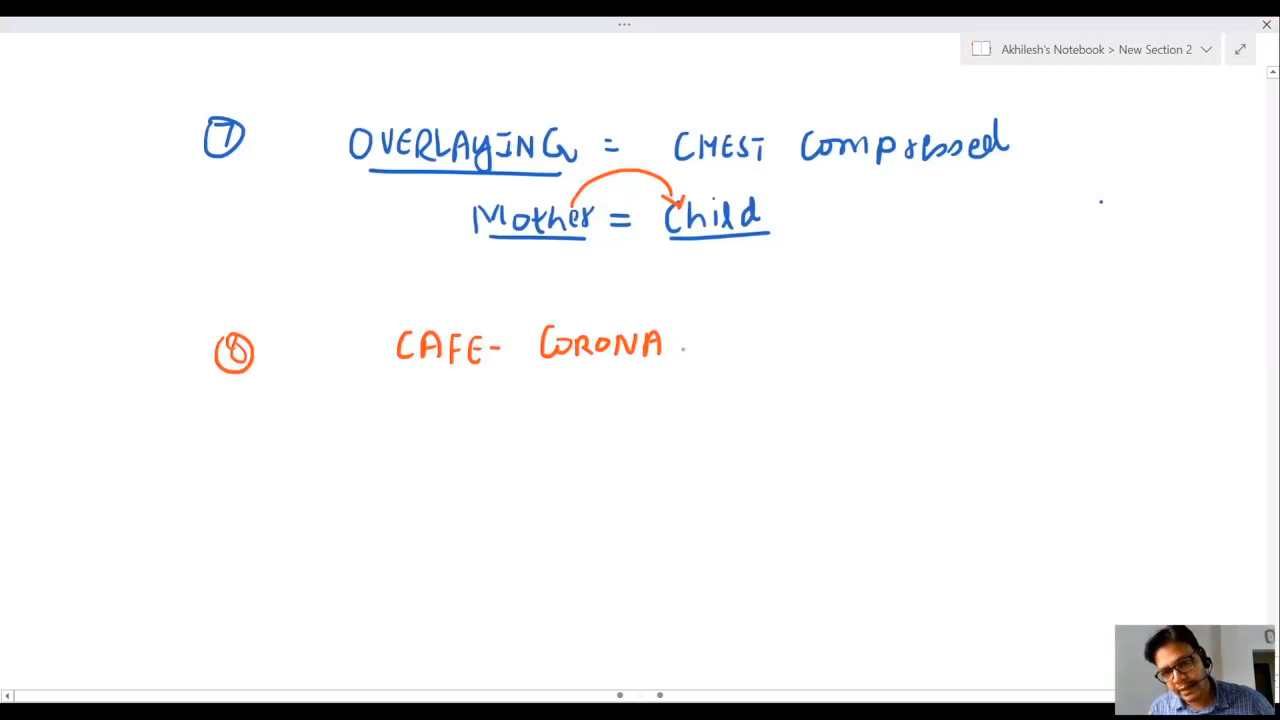 Akhilesh's Notebook > New Section 2
7 OVERLAYING = CHEST Compressed
Mother = Child
8 CAFE- CORONA